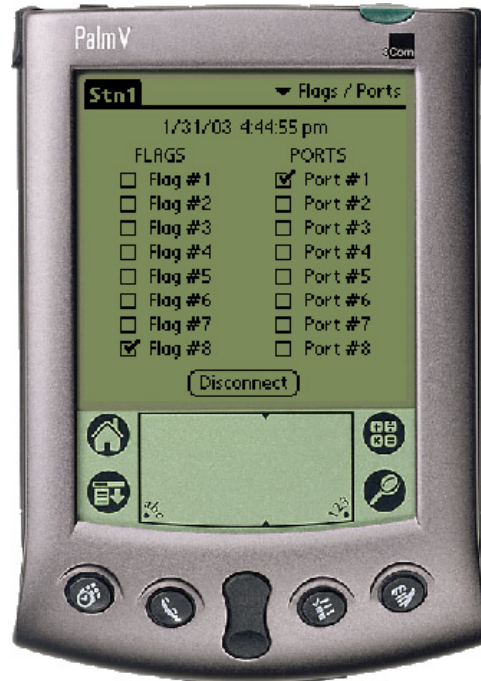 Palm V
3Com
Stn1 Flags / Ports
1/31/03 4:44:55 pm
FLAGS PORTS
Flag #1 Port #1
Flag #2 Port #2
Flag #3 Port #3
Flag #4 Port #4
Flag #5 Port #5
Flag #6 Port #6
Flag #7 Port #7
Flag #8 Port #8
Disconnect
abc 123